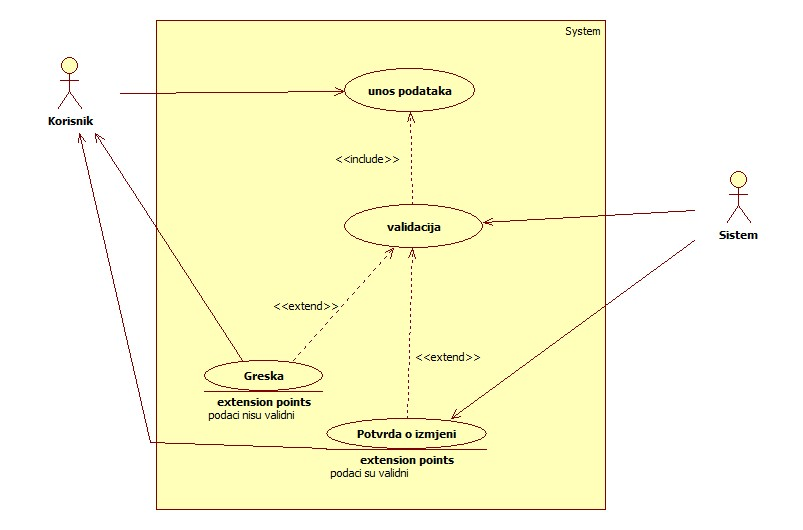 System
unos podataka
Korisnik
<<include>>
validacija
Sistem
<<extend>>
<<extend>>
Greska
extension points
podaci nisu validni
Potvrda o izmjeni
extension points
podaci su validni